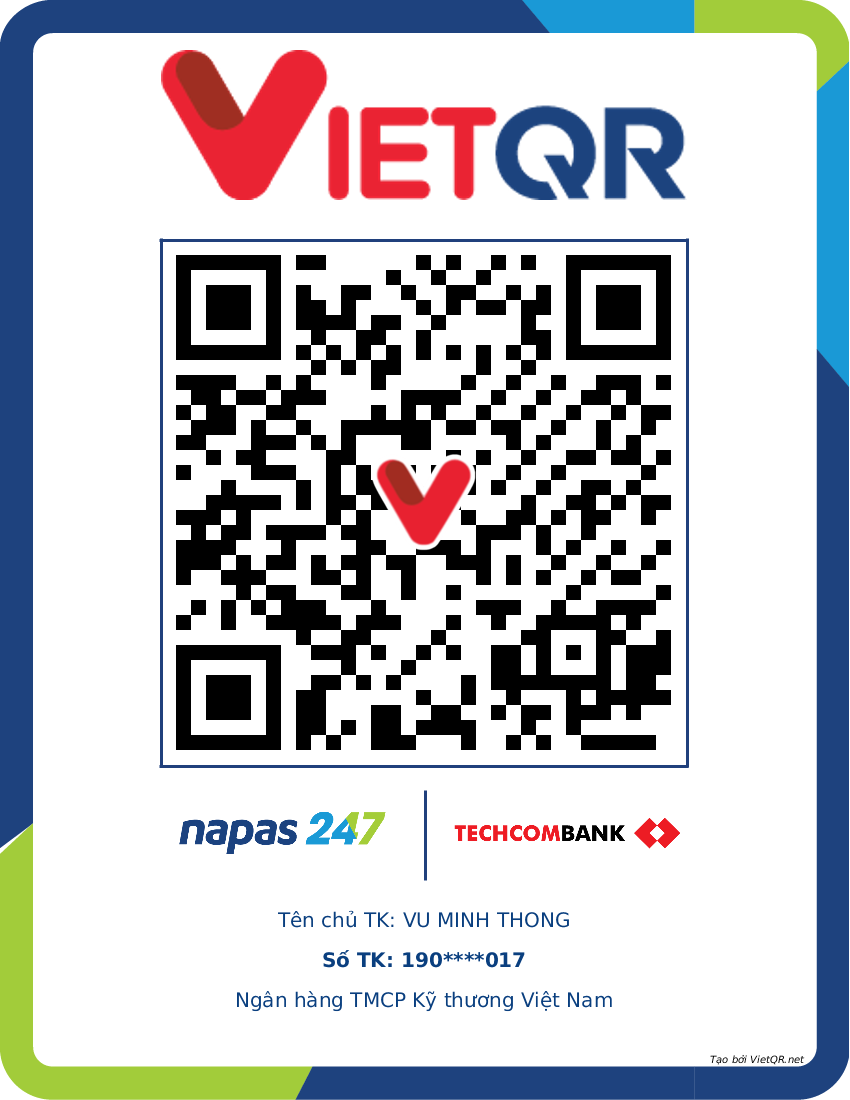 VIETQR
napas 247
TECHCOMBANK
Tên chủ TK: VU MINH THONG
Số TK: 190****017
Ngân hàng TMCP Kỹ thương Việt Nam
Tạo bởi VietQR.net